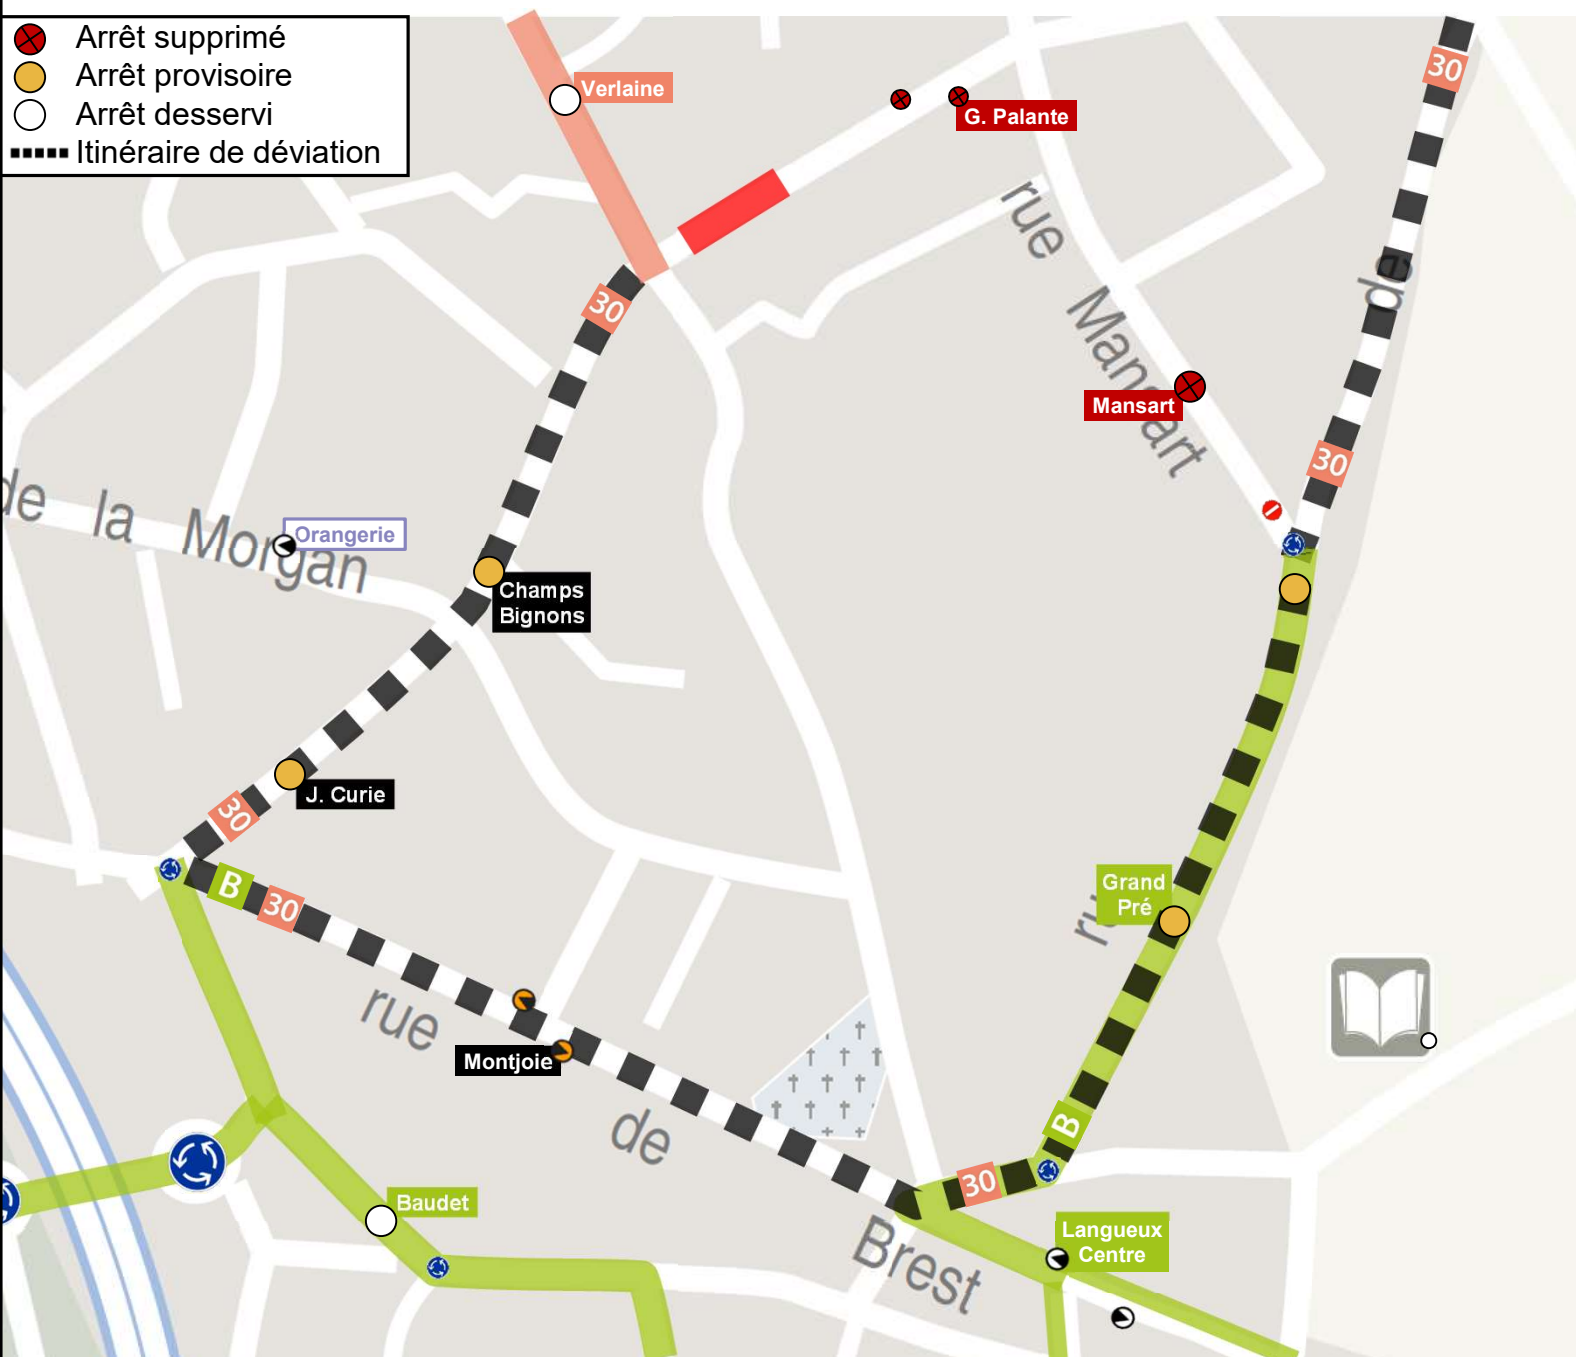 Arrêt supprimé
Arrêt provisoire
Arrêt desservi
Itinéraire de déviation
Verlaine
G. Palante
30
30
rue Mansart
de
Mansart
30
de la Morgan
Orangerie
Champs
Bignons
J. Curie
30
B
30
Grand
Pré
rue
de
Brest
Montjoie
B
30
Baudet
Langueux
Centre